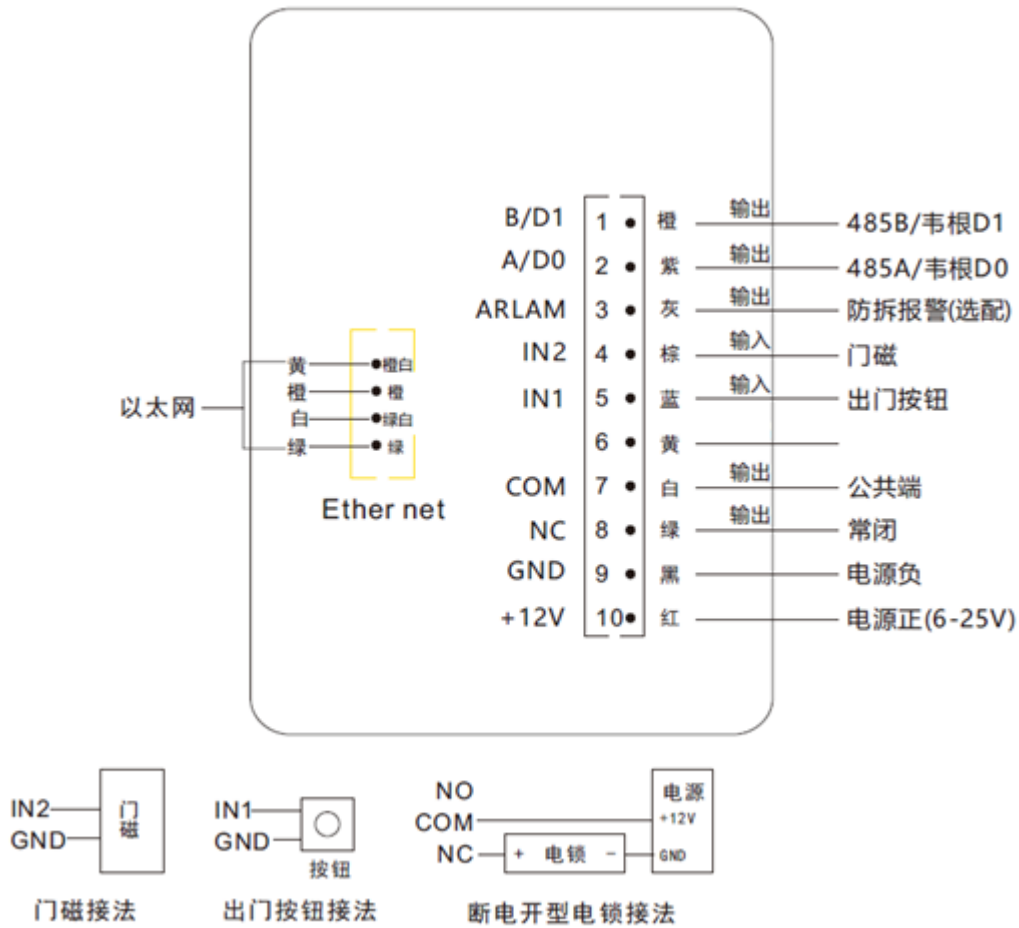 B/D1 1 橙 输出 485B/韦根D1
A/D0 2 紫 输出 485A/韦根D0
ARLAM 3 灰 输出 防拆报警(选配)
IN2 4 棕 输入 门磁
IN1 5 蓝 输入 出门按钮
6 黄
COM 7 白 输出 公共端
NC 8 绿 输出 常闭
GND 9 黑 电源负
+12V 10 红 电源正(6-25V)
以太网
黄 橙白
橙 橙
白 绿白
绿 绿
Ether net
IN2
GND
门磁
门磁接法
IN1
GND
按钮
出门按钮接法
NO
COM
NC
+ 电锁 -
电源
+12V
GND
断电开型电锁接法